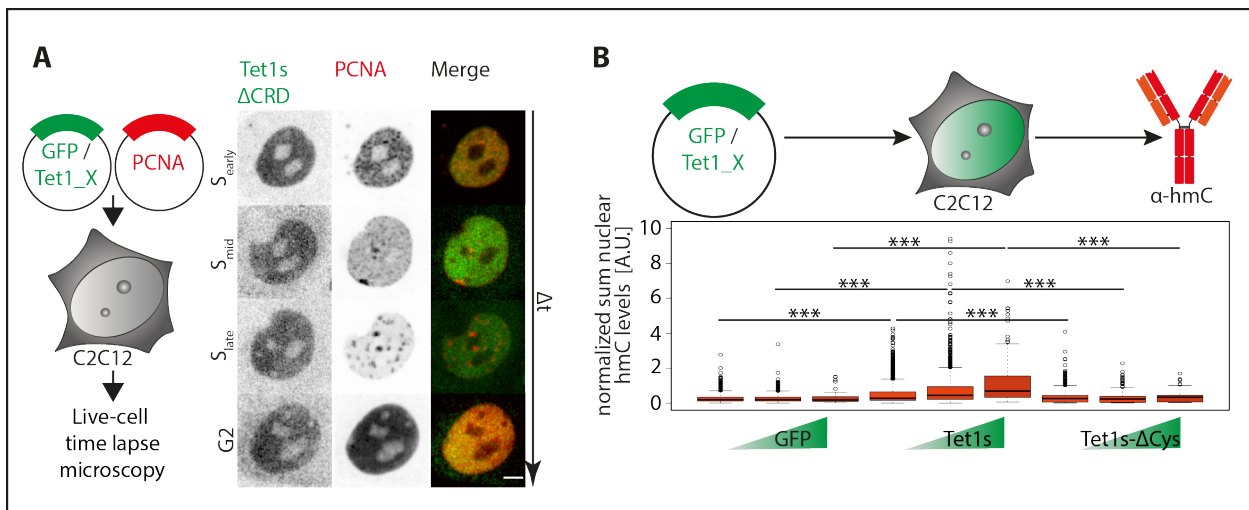 A
Tet1s
ΔCRD
PCNA
Merge
GFP /
Tet1_X
PCNA
S early
S mid
S late
G2
Δt
C2C12
Live-cell
time lapse
microscopy
B
GFP /
Tet1_X
C2C12
α-hmC
normalized sum nuclear
hmC levels [A.U.]
10
8
6
4
2
0
*** ***
*** ***
*** ***
GFP
Tet1s
Tet1s-ΔCys